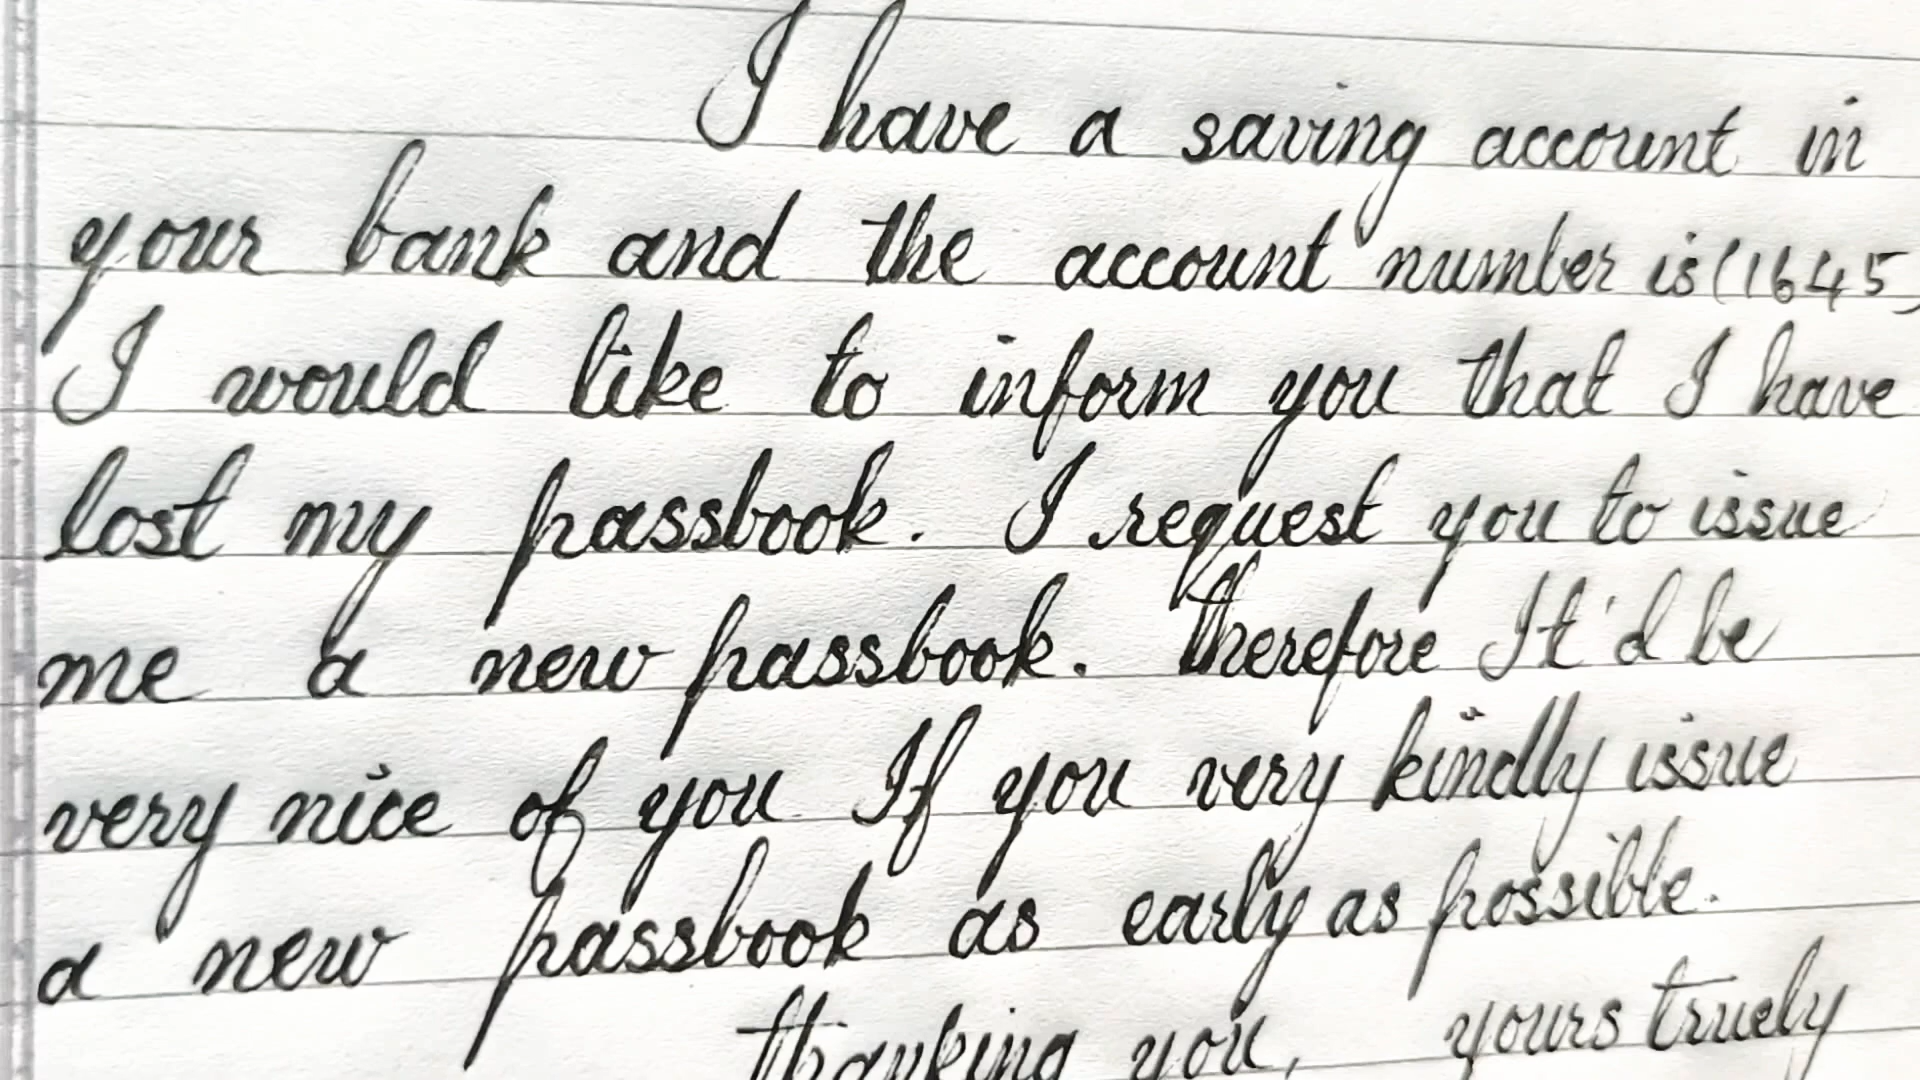 I have a saving account in
your bank and the account number is (1645)
I would like to inform you that I have
lost my passbook. I request you to issue
me a new passbook. Therefore It'd be
very nice of you If you very kindly issue
a new passbook as early as possible.
thanking you, yours truely